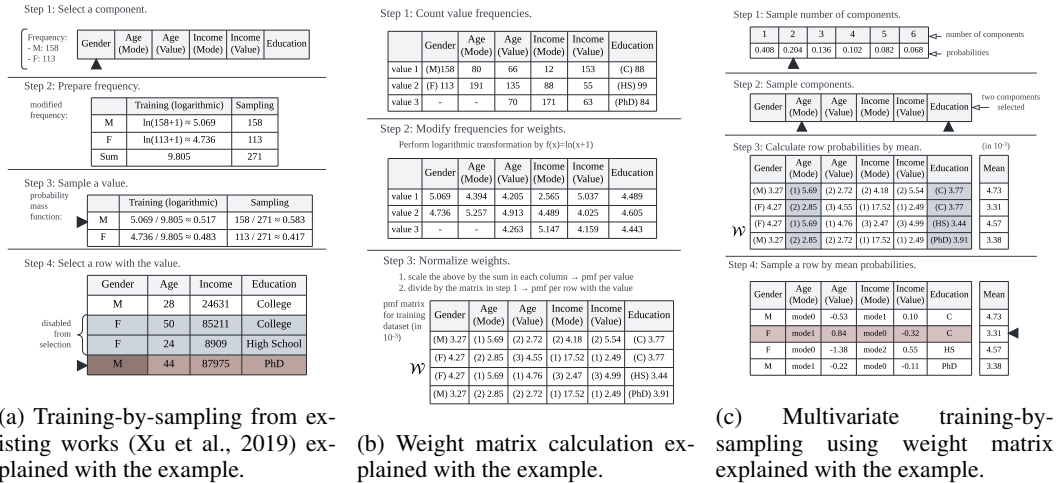 Step 1: Select a component.
Frequency:
- M: 158
- F: 113
Gender Age (Mode) Age (Value) Income (Mode) Income (Value) Education
Step 2: Prepare frequency.
modified frequency:
Training (logarithmic) Sampling
M ln(158+1) ≈ 5.069 158
F ln(113+1) ≈ 4.736 113
Sum 9.805 271
Step 3: Sample a value.
probability mass function:
Training (logarithmic) Sampling
M 5.069 / 9.805 ≈ 0.517 158 / 271 ≈ 0.583
F 4.736 / 9.805 ≈ 0.483 113 / 271 ≈ 0.417
Step 4: Select a row with the value.
Gender Age Income Education
M 28 24631 College
F 50 85211 College
F 24 8909 High School
M 44 87975 PhD
disabled from selection
(a) Training-by-sampling from ex-
isting works (Xu et al., 2019) ex-
plained with the example.
Step 1: Count value frequencies.
Gender Age (Mode) Age (Value) Income (Mode) Income (Value) Education
value 1 (M)158 80 66 12 153 (C) 88
value 2 (F) 113 191 135 88 55 (HS) 99
value 3 - - 70 171 63 (PhD) 84
Step 2: Modify frequencies for weights.
Perform logarithmic transformation by f(x)=ln(x+1)
Gender Age (Mode) Age (Value) Income (Mode) Income (Value) Education
value 1 5.069 4.394 4.205 2.565 5.037 4.489
value 2 4.736 5.257 4.913 4.489 4.025 4.605
value 3 - - 4.263 5.147 4.159 4.443
Step 3: Normalize weights.
1. scale the above by the sum in each column → pmf per value
2. divide by the matrix in step 1 → pmf per row with the value
pmf matrix for training dataset (in 10⁻³)
𝒲
Gender Age (Mode) Age (Value) Income (Mode) Income (Value) Education
(M) 3.27 (1) 5.69 (2) 2.72 (2) 4.18 (2) 5.54 (C) 3.77
(F) 4.27 (2) 2.85 (3) 4.55 (1) 17.52 (1) 2.49 (C) 3.77
(F) 4.27 (1) 5.69 (1) 4.76 (3) 2.47 (3) 4.99 (HS) 3.44
(M) 3.27 (2) 2.85 (2) 2.72 (1) 17.52 (1) 2.49 (PhD) 3.91
(b) Weight matrix calculation ex-
plained with the example.
Step 1: Sample number of components.
1 2 3 4 5 6 number of components
0.408 0.204 0.136 0.102 0.082 0.068 probabilities
Step 2: Sample components.
Gender Age (Mode) Age (Value) Income (Mode) Income (Value) Education
two compoments selected
Step 3: Calculate row probabilities by mean.
(in 10⁻³)
Gender Age (Mode) Age (Value) Income (Mode) Income (Value) Education Mean
(M) 3.27 (1) 5.69 (2) 2.72 (2) 4.18 (2) 5.54 (C) 3.77 4.73
(F) 4.27 (2) 2.85 (3) 4.55 (1) 17.52 (1) 2.49 (C) 3.77 3.31
(F) 4.27 (1) 5.69 (1) 4.76 (3) 2.47 (3) 4.99 (HS) 3.44 4.57
(M) 3.27 (2) 2.85 (2) 2.72 (1) 17.52 (1) 2.49 (PhD) 3.91 3.38
𝒲
Step 4: Sample a row by mean probabilities.
Gender Age (Mode) Age (Value) Income (Mode) Income (Value) Education Mean
M mode0 -0.53 mode1 0.10 C 4.73
F mode1 0.84 mode0 -0.32 C 3.31
F mode0 -1.38 mode2 0.55 HS 4.57
M mode1 -0.22 mode0 -0.11 PhD 3.38
(c) Multivariate training-by-
sampling using weight matrix
explained with the example.